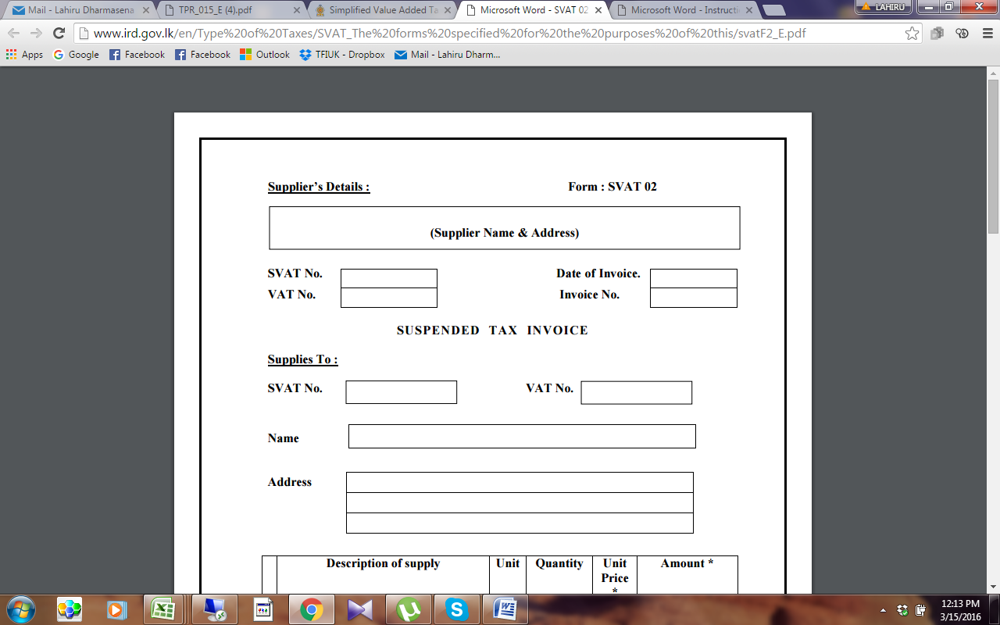 Mail - Lahiru Dharmasena
TPR_015_E (4).pdf
Simplified Value Added Ta
Microsoft Word - SVAT 02
Microsoft Word - Instructi
LAHIRU
www.ird.gov.lk/en/Type%20of%20Taxes/SVAT_The%20forms%20specified%20for%20the%20purposes%20of%20this/svatF2_E.pdf
Apps Google Facebook Facebook Outlook TFIUK - Dropbox Mail - Lahiru Dharm...
Supplier's Details : Form : SVAT 02
(Supplier Name & Address)
SVAT No. Date of Invoice.
VAT No. Invoice No.
SUSPENDED TAX INVOICE
Supplies To :
SVAT No. VAT No.
Name
Address
Description of supply Unit Quantity Unit Amount *
Price
*
12:13 PM
3/15/2016